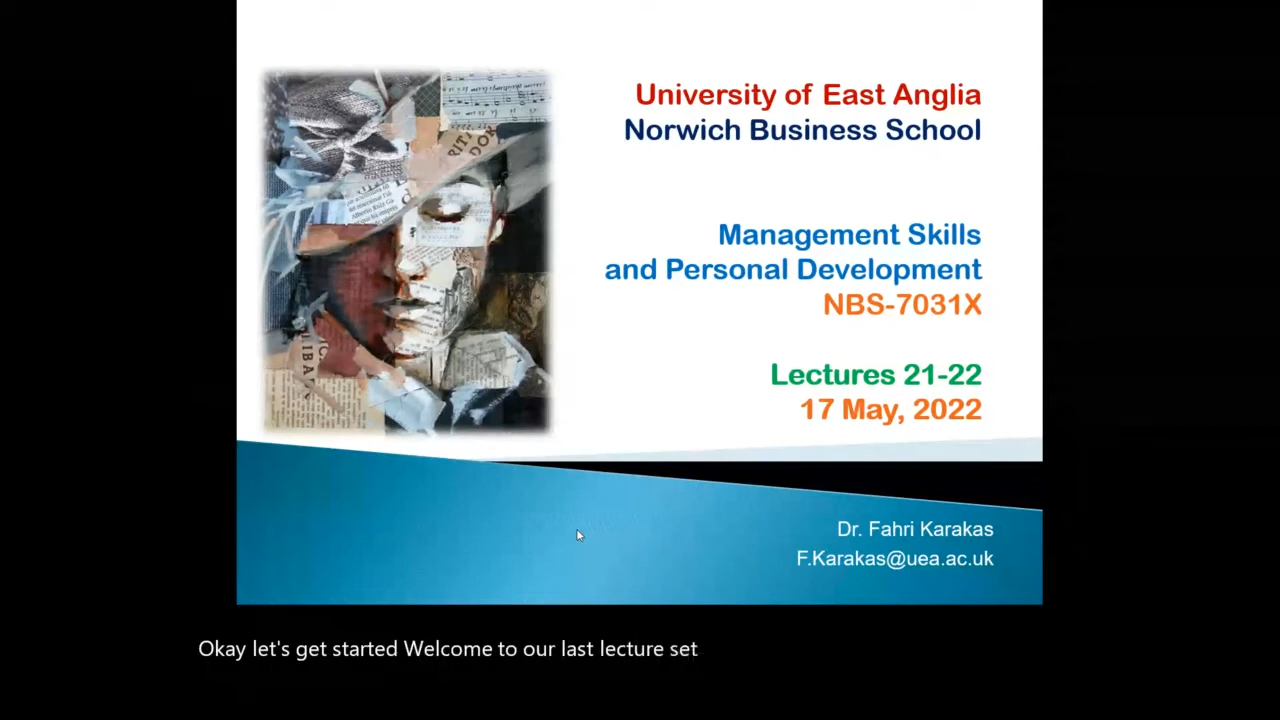 University of East Anglia
Norwich Business School
Management Skills
and Personal Development
NBS-7031X
Lectures 21-22
17 May, 2022
Dr. Fahri Karakas
F.Karakas@uea.ac.uk
Okay let's get started Welcome to our last lecture set